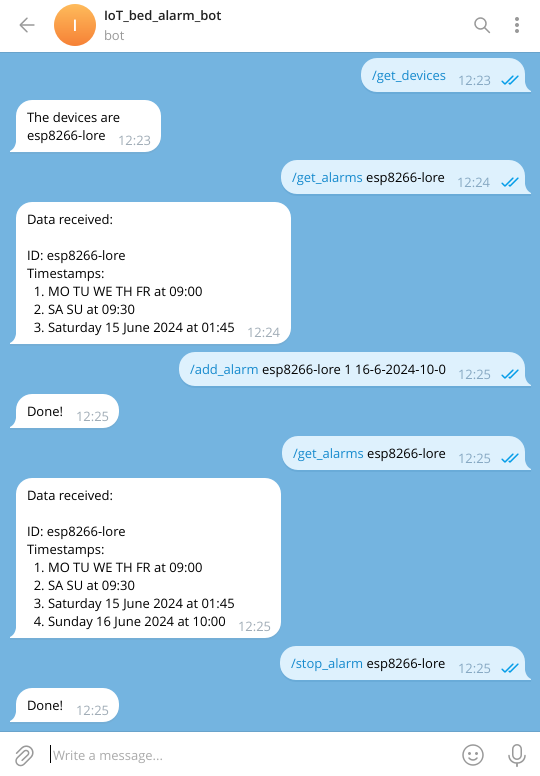 I
IoT_bed_alarm_bot
bot
/get_devices 12:23
The devices are
esp8266-lore 12:23
/get_alarms esp8266-lore 12:24
Data received:
ID: esp8266-lore
Timestamps:
1. MO TU WE TH FR at 09:00
2. SA SU at 09:30
3. Saturday 15 June 2024 at 01:45 12:24
/add_alarm esp8266-lore 1 16-6-2024-10-0 12:25
Done! 12:25
/get_alarms esp8266-lore 12:25
Data received:
ID: esp8266-lore
Timestamps:
1. MO TU WE TH FR at 09:00
2. SA SU at 09:30
3. Saturday 15 June 2024 at 01:45
4. Sunday 16 June 2024 at 10:00 12:25
/stop_alarm esp8266-lore 12:25
Done! 12:25
Write a message...